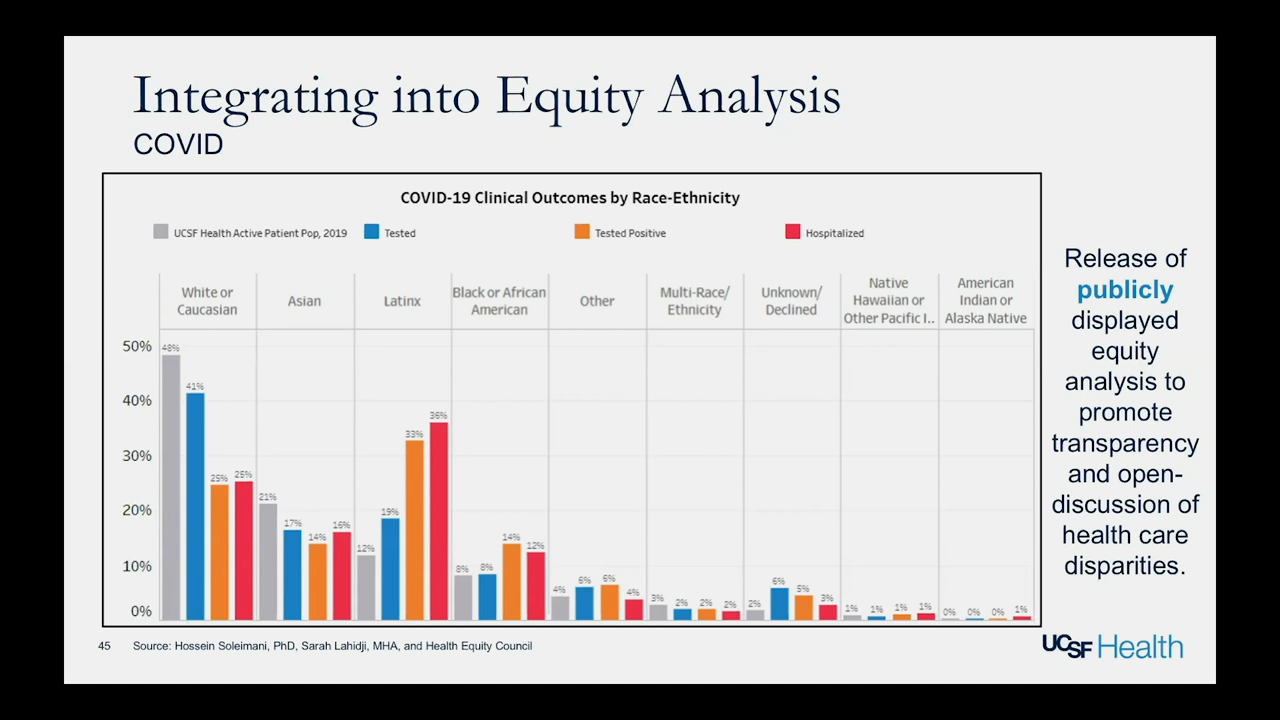 Integrating into Equity Analysis
COVID
COVID-19 Clinical Outcomes by Race-Ethnicity
UCSF Health Active Patient Pop, 2019
Tested
Tested Positive
Hospitalized
White or
Caucasian
Asian
Latinx
Black or African
American
Other
Multi-Race/
Ethnicity
Unknown/
Declined
Native
Hawaiian or
Other Pacific I..
American
Indian or
Alaska Native
50%
40%
30%
20%
10%
0%
48%
41%
25%
25%
21%
17%
14%
16%
12%
19%
33%
36%
8%
8%
14%
12%
4%
6%
6%
4%
3%
2%
2%
2%
2%
6%
5%
3%
1%
1%
1%
1%
0%
0%
0%
1%
Release of
publicly
displayed
equity
analysis to
promote
transparency
and open-
discussion of
health care
disparities.
45
Source: Hossein Soleimani, PhD, Sarah Lahidji, MHA, and Health Equity Council
UCSF Health